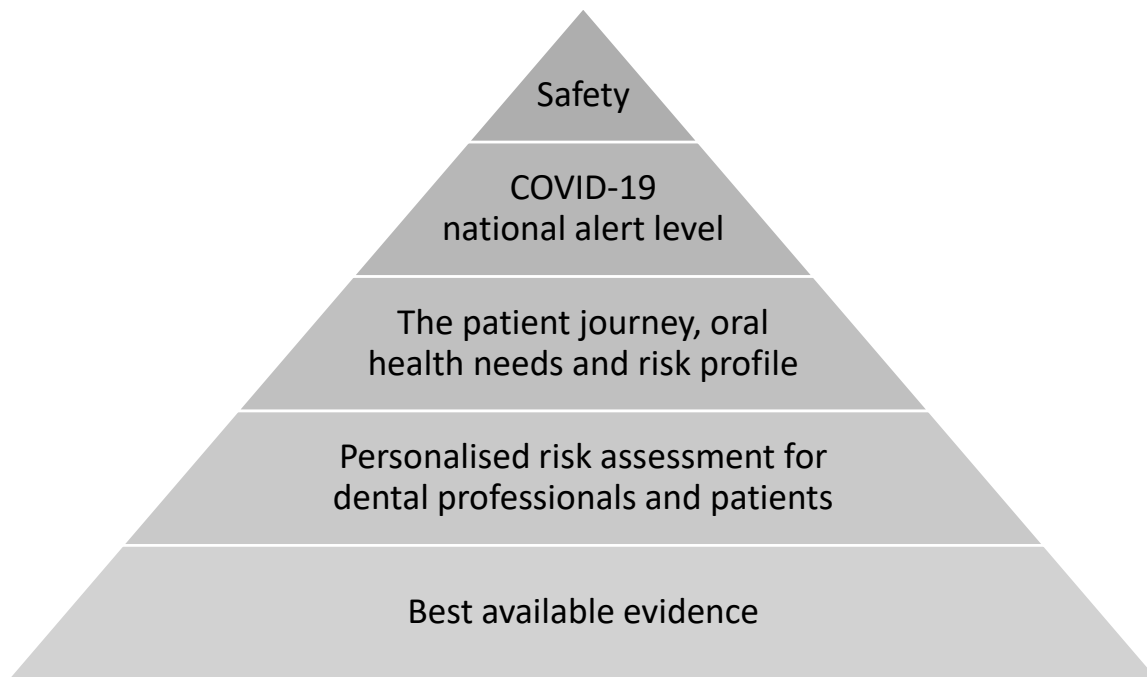 Safety
COVID-19
national alert level
The patient journey, oral
health needs and risk profile
Personalised risk assessment for
dental professionals and patients
Best available evidence